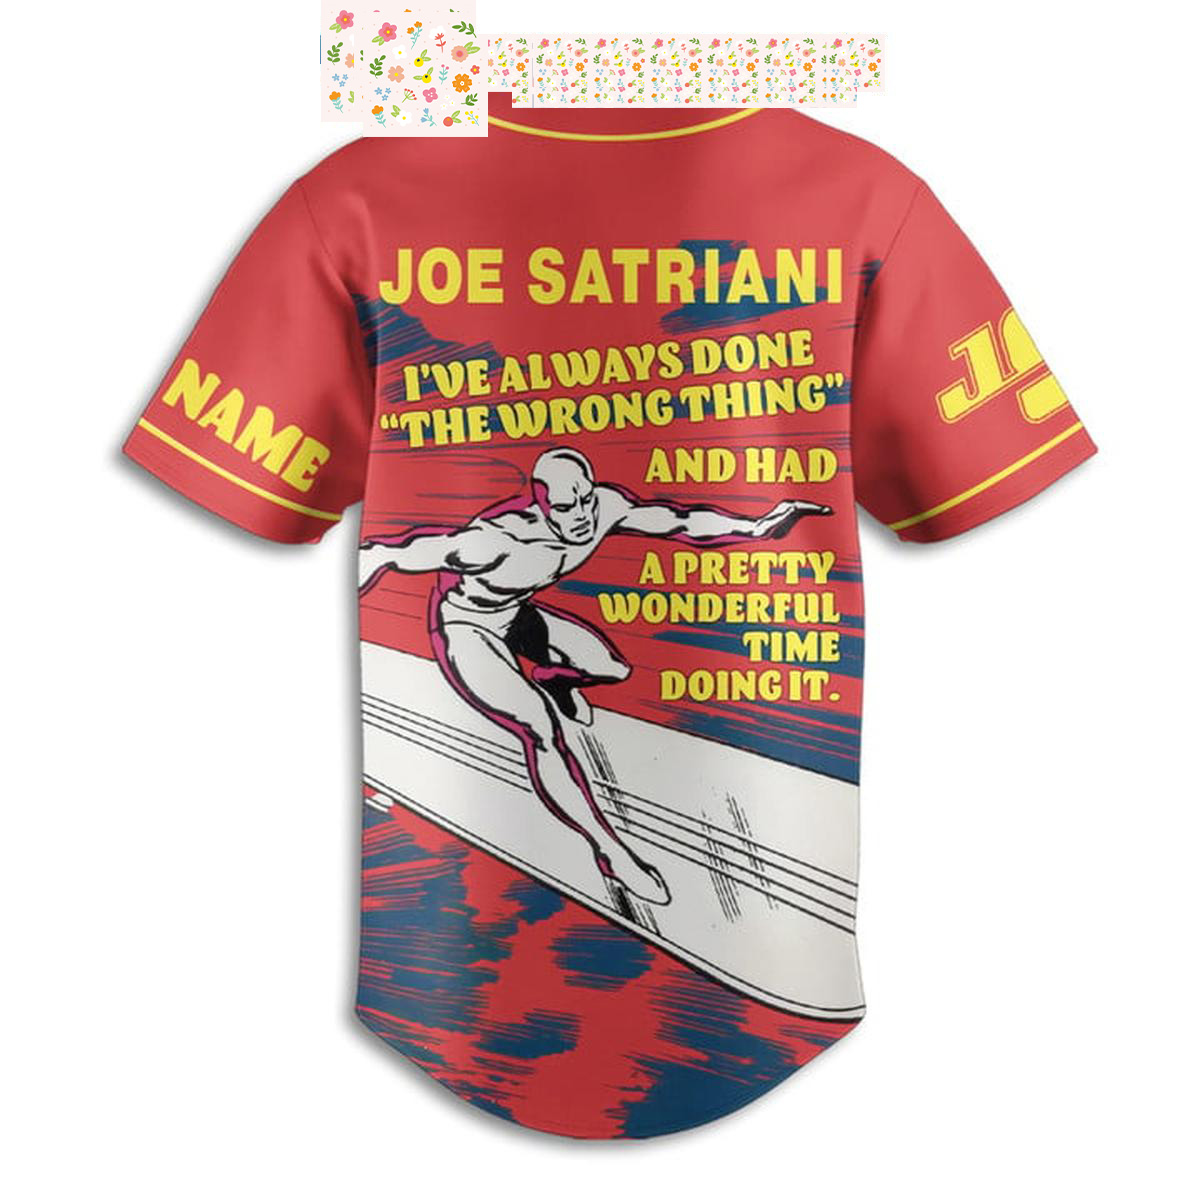 JOE SATRIANI
I'VE ALWAYS DONE
“THE WRONG THING”
AND HAD
A PRETTY
WONDERFUL
TIME
DOING IT.
NAME